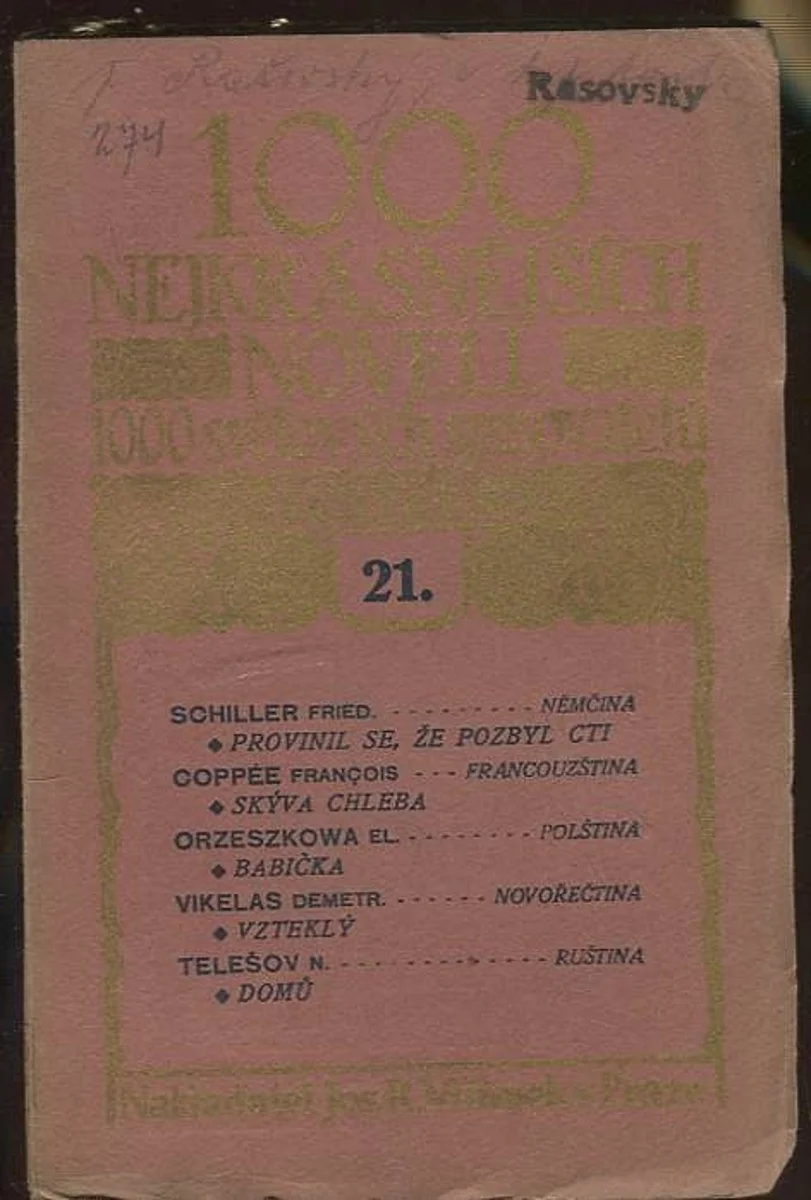 Rasovsky
274
1000
NEJKRÁSNĚJŠÍCH
NOVELL
1000 světových spisovatelů
21.
SCHILLER FRIED. - - - - - - - - - - NĚMČINA
◆ PROVINIL SE, ŽE POZBYL CTI
COPPÉE FRANÇOIS - - - FRANCOUZŠTINA
◆ SKÝVA CHLEBA
ORZESZKOWA EL. - - - - - - - - - POLŠTINA
◆ BABIČKA
VIKELAS DEMETR. - - - - - - NOVOŘEČTINA
◆ VZTEKLÝ
TELEŠOV N. - - - - - - - - - - - - - - RUŠTINA
◆ DOMŮ
Nakladatel Jos. R. Vilímek v Praze